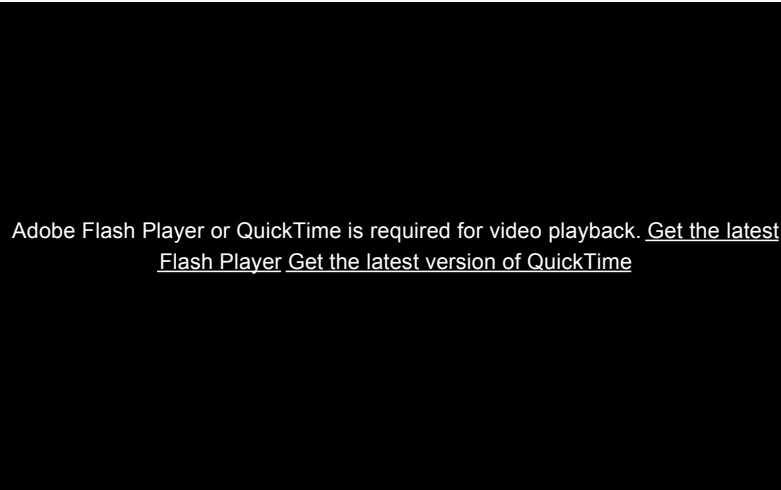 Adobe Flash Player or QuickTime is required for video playback. Get the latest
Flash Player Get the latest version of QuickTime